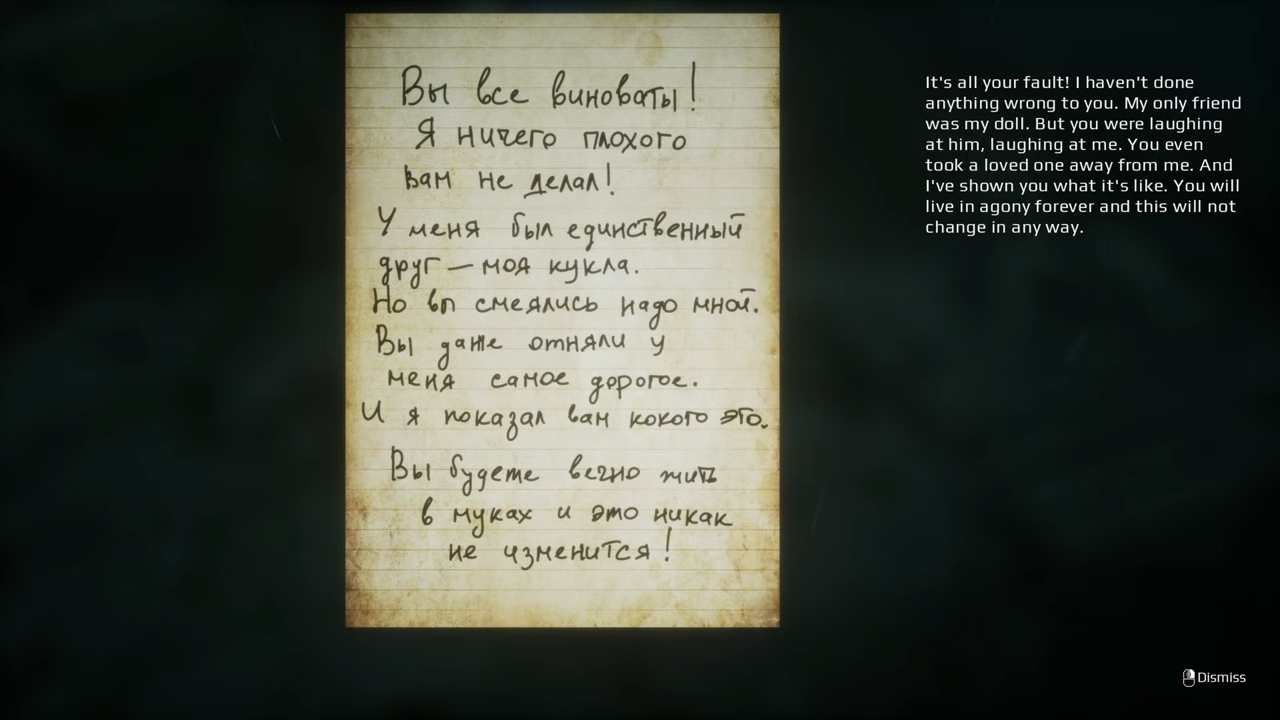 Вы все виноваты!
Я ничего плохого
вам не делал!
У меня был единственный
друг — моя кукла.
Но вы смеялись надо мной.
Вы даже отняли у
меня самое дорогое.
И я показал вам кокого это.
Вы будете вечно жить
в муках и это никак
не изменится!
It's all your fault! I haven't done
anything wrong to you. My only friend
was my doll. But you were laughing
at him, laughing at me. You even
took a loved one away from me. And
I've shown you what it's like. You will
live in agony forever and this will not
change in any way.
Dismiss